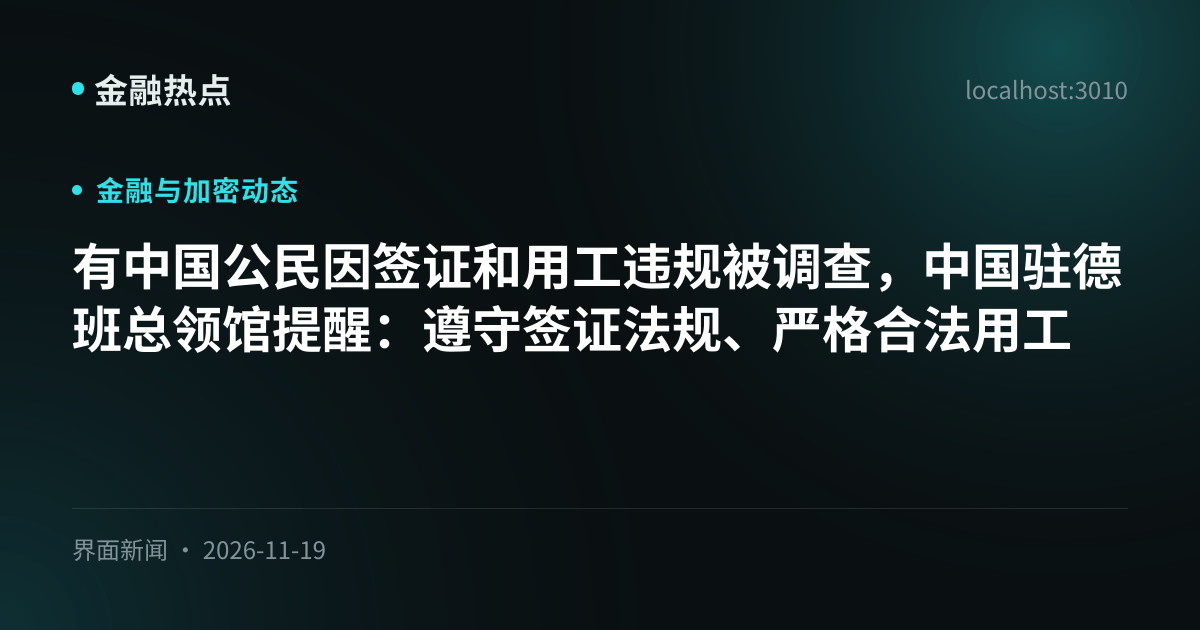 金融热点
localhost:3010
金融与加密动态
有中国公民因签证和用工违规被调查，中国驻德
班总领馆提醒：遵守签证法规、严格合法用工
界面新闻 • 2026-11-19